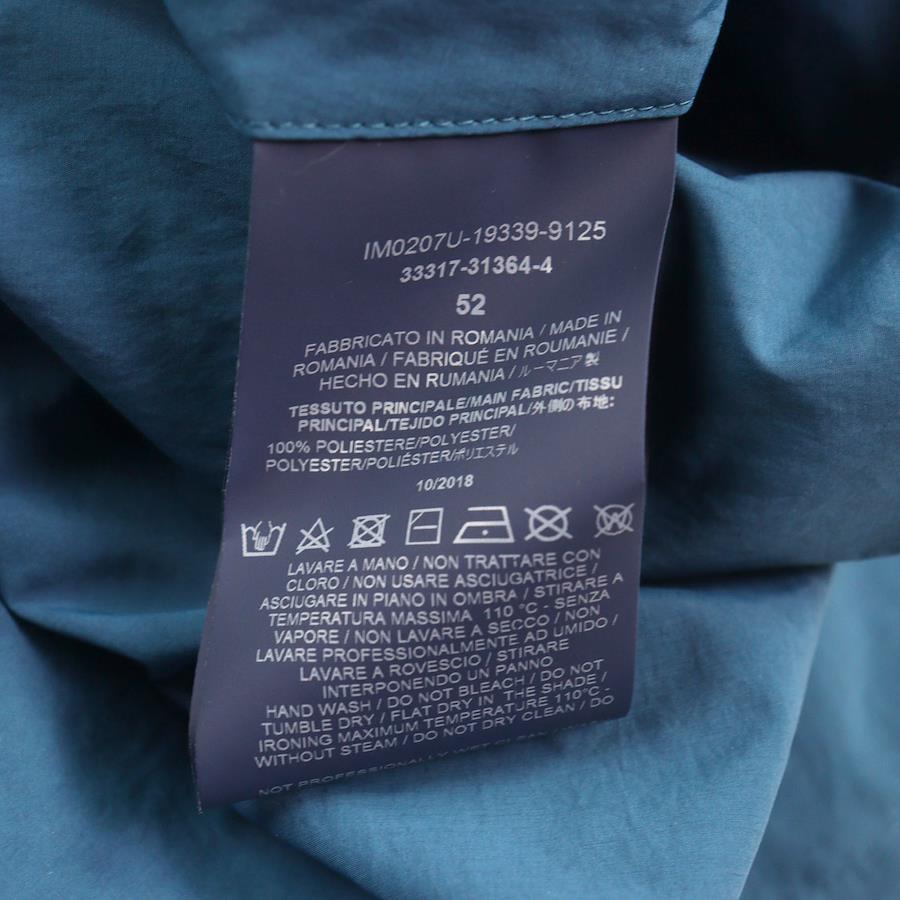 IM0207U-19339-9125
33317-31364-4
52
FABBRICATO IN ROMANIA / MADE IN
ROMANIA / FABRIQUÉ EN ROUMANIE /
HECHO EN RUMANIA / ルーマニア製
TESSUTO PRINCIPALE/MAIN FABRIC/TISSU
PRINCIPAL/TEJIDO PRINCIPAL/外側の布地:
100% POLIESTERE/POLYESTER/
POLYESTER/POLIÉSTER/ポリエステル
10/2018
LAVARE A MANO / NON TRATTARE CON
CLORO / NON USARE ASCIUGATRICE /
ASCIUGARE IN PIANO IN OMBRA / STIRARE A
TEMPERATURA MASSIMA 110 °C - SENZA
VAPORE / NON LAVARE A SECCO / NON
LAVARE PROFESSIONALMENTE AD UMIDO /
LAVARE A ROVESCIO / STIRARE
INTERPONENDO UN PANNO
HAND WASH / DO NOT BLEACH / DO NOT
TUMBLE DRY / FLAT DRY IN THE SHADE /
IRONING MAXIMUM TEMPERATURE 110°C -
WITHOUT STEAM / DO NOT DRY CLEAN / DO
NOT PROFESSIONALLY WET CLEAN